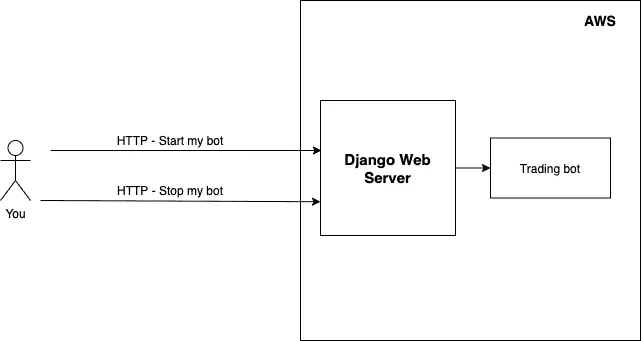 AWS
HTTP - Start my bot
Django Web
Server
Trading bot
HTTP - Stop my bot
You